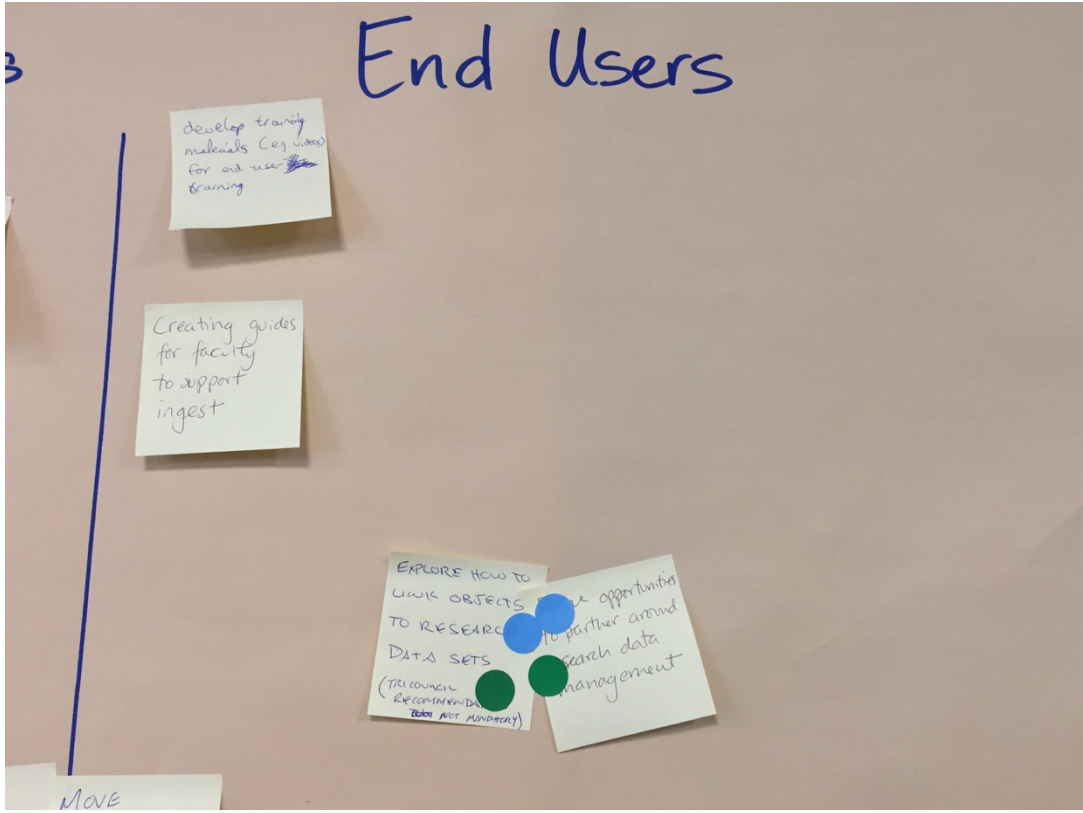 End Users
develop training
materials (eg videos)
for end-user
training
Creating guides
for faculty
to support
ingest
EXPLORE HOW TO
LINK OBJECTS
TO RESEARC
DATA SETS
(TRICOUNCIL
RECOMMENDA
NOT MANDATORY)
opportunities
to partner around
search data
management
MOVE